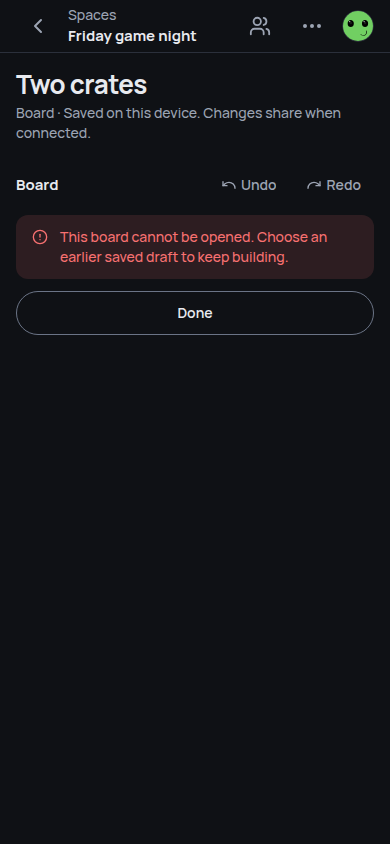 Spaces
Friday game night
Two crates
Board · Saved on this device. Changes share when
connected.
Board
Undo
Redo
This board cannot be opened. Choose an
earlier saved draft to keep building.
Done